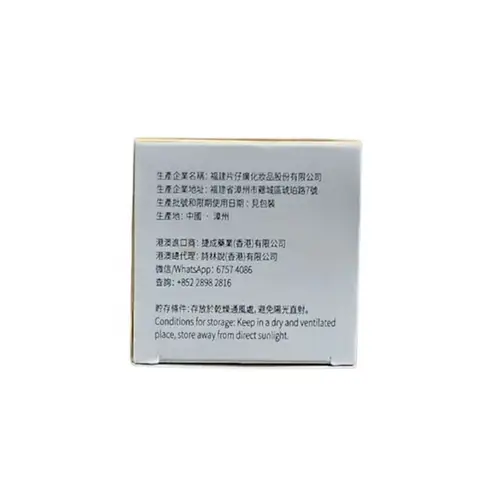 生產企業名稱：福建片仔癀化妝品股份有限公司
生產企業地址：福建省漳州市薌城區琥珀路7號
生產批號和限期使用日期：見包裝
生產地：中國 · 漳州
港澳進口商：捷成藥業(香港)有限公司
港澳總代理：詩林說(香港)有限公司
微信/WhatsApp：6757 4086
查詢：+852 2898 2816
貯存條件：存放於乾燥通風處，避免陽光直射。
Conditions for storage: Keep in a dry and ventilated
place, store away from direct sunlight.